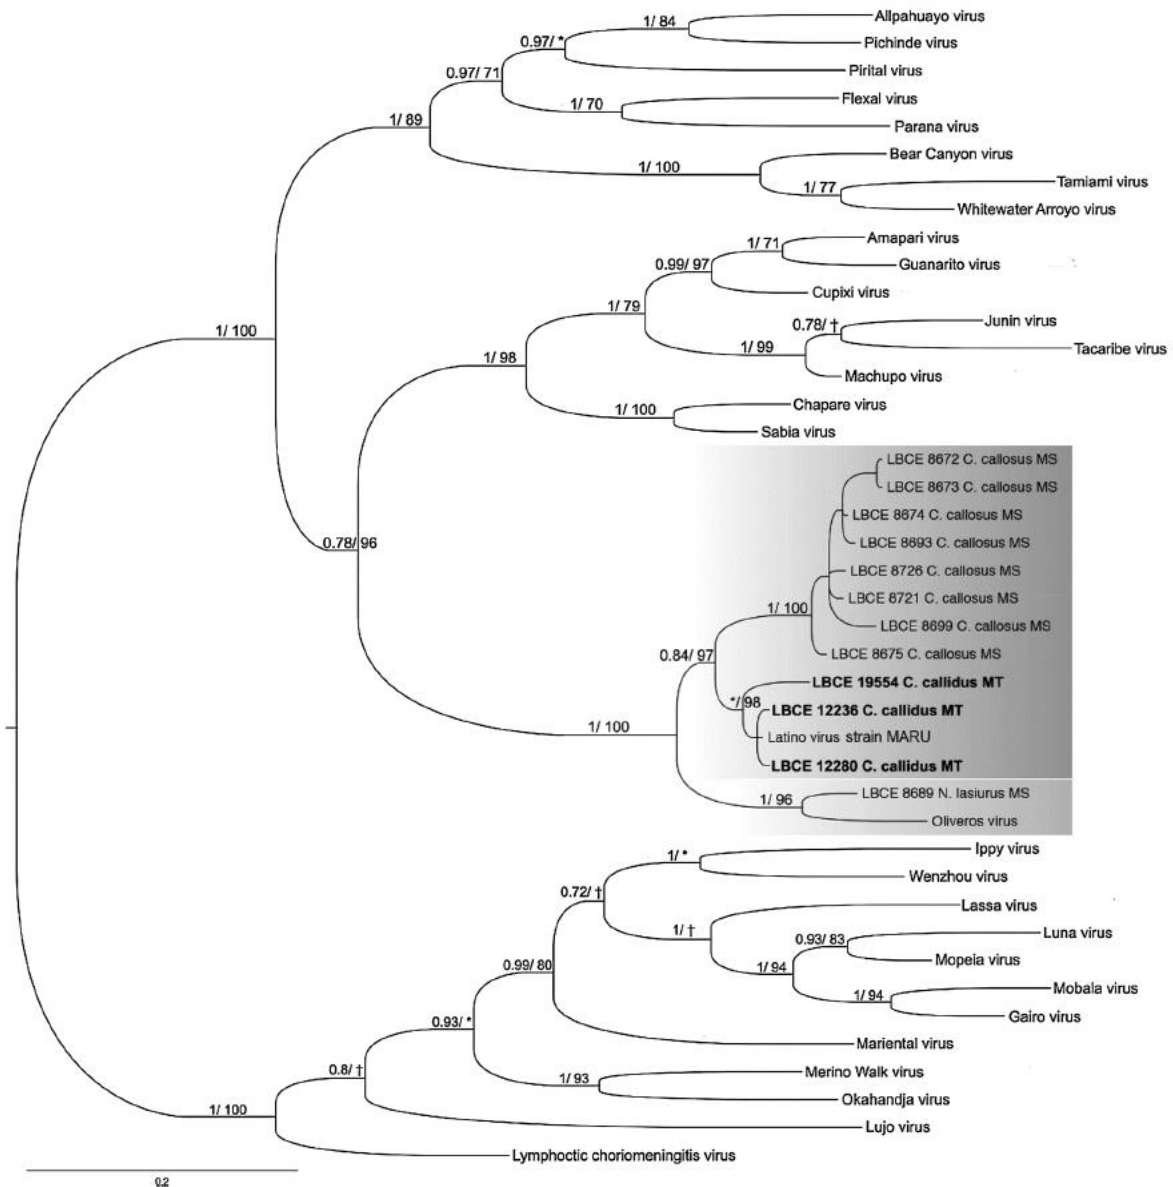 Allpahuayo virus
1/ 84
Pichinde virus
0.97/ *
Pirital virus
0.97/ 71
Flexal virus
1/ 70
Parana virus
1/ 89
Bear Canyon virus
1/ 100
Tamiami virus
1/ 77
Whitewater Arroyo virus
Amapari virus
1/ 71
Guanarito virus
0.99/ 97
Cupixi virus
1/ 79
Junin virus
0.78/ †
Tacaribe virus
1/ 99
Machupo virus
1/ 100
1/ 98
Chapare virus
1/ 100
Sabia virus
LBCE 8672 C. callosus MS
LBCE 8673 C. callosus MS
LBCE 8674 C. callosus MS
LBCE 8693 C. callosus MS
0.78/ 96
LBCE 8726 C. callosus MS
LBCE 8721 C. callosus MS
1/ 100
LBCE 8699 C. callosus MS
LBCE 8675 C. callosus MS
0.84/ 97
LBCE 19554 C. callidus MT
*/ 98
LBCE 12236 C. callidus MT
1/ 100
Latino virus strain MARU
LBCE 12280 C. callidus MT
LBCE 8689 N. lasiurus MS
1/ 96
Oliveros virus
Ippy virus
1/ *
Wenzhou virus
0.72/ †
Lassa virus
1/ †
Luna virus
0.93/ 83
Mopeia virus
0.99/ 80
1/ 94
Mobala virus
1/ 94
Gairo virus
0.93/ *
Mariental virus
0.8/ †
Merino Walk virus
1/ 93
Okahandja virus
1/ 100
Lujo virus
Lymphoctic choriomeningitis virus
0.2